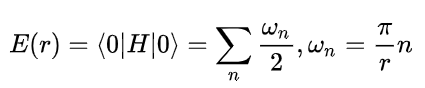 E(r) = ⟨0|H|0⟩ = ∑_n ω_n/2, ω_n = π/r n